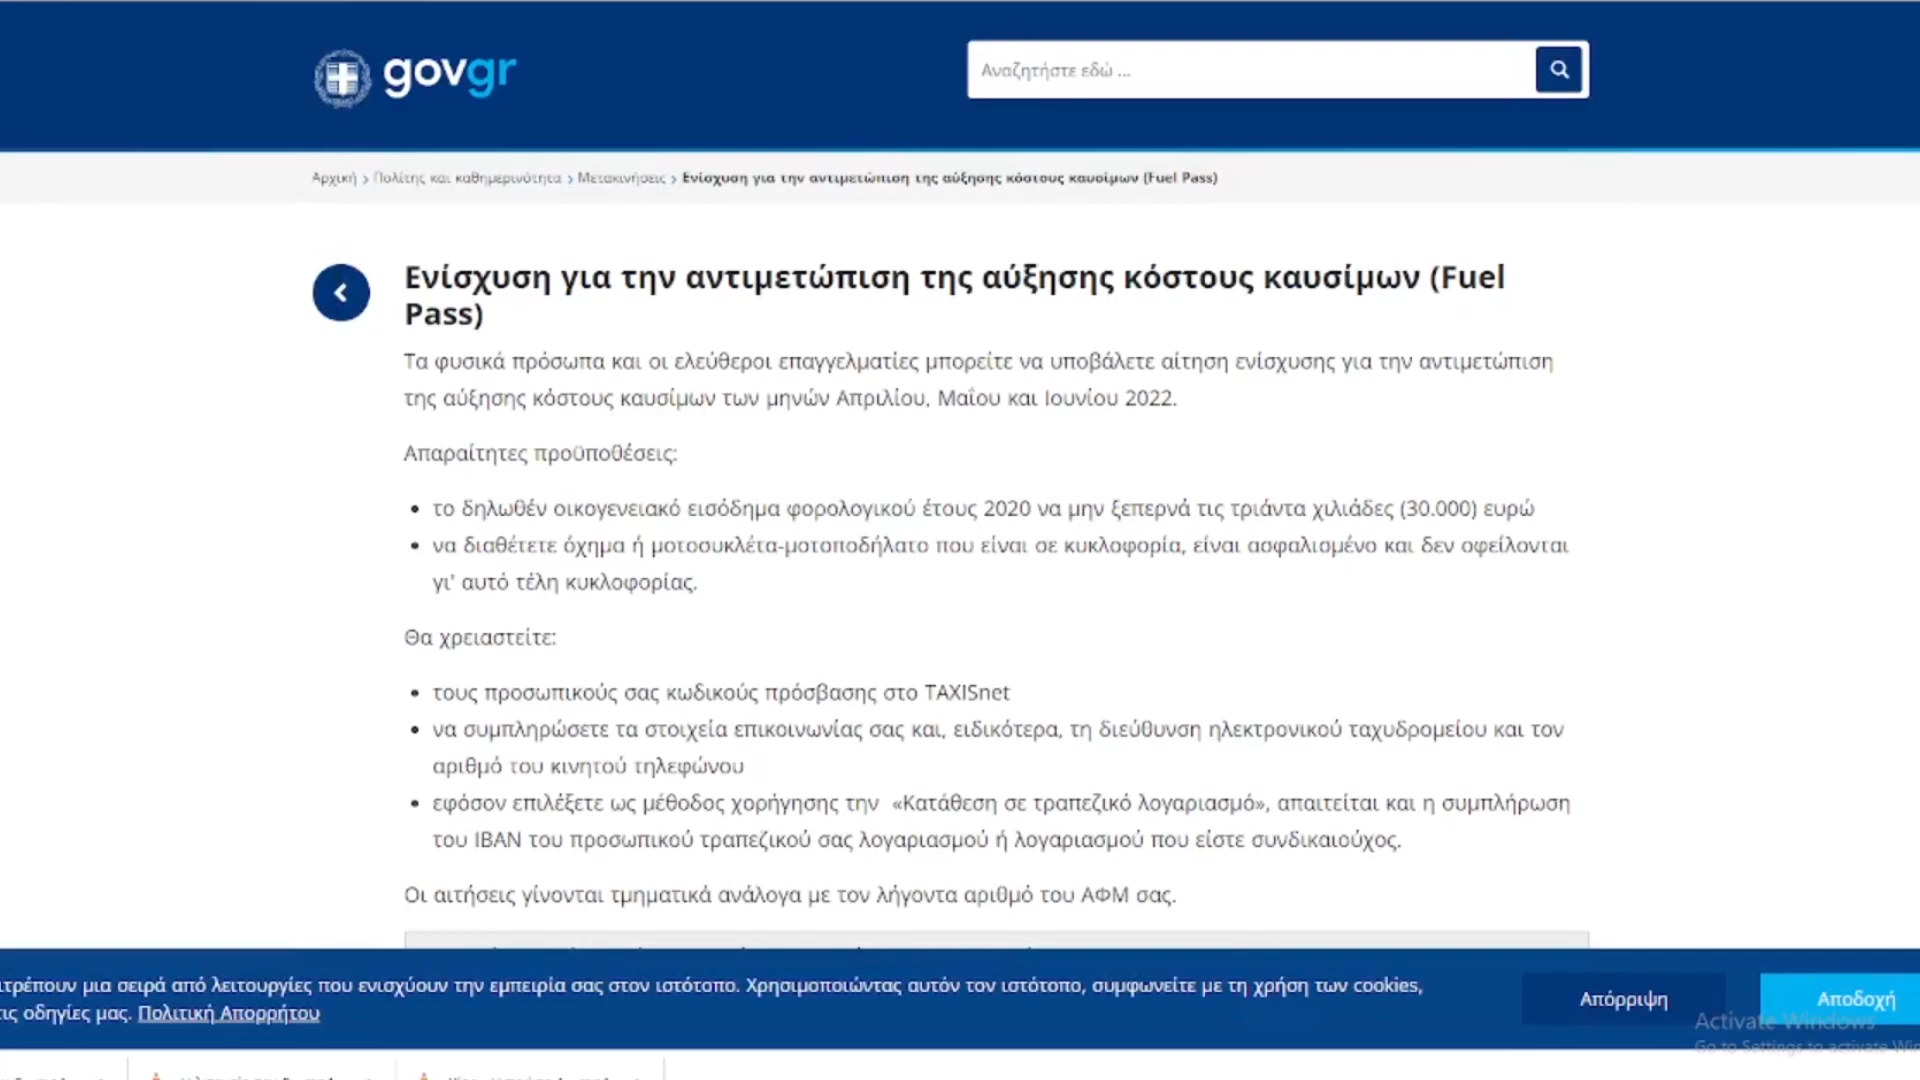 govgr
Αναζητήστε εδώ ...
Αρχική › Πολίτης και καθημερινότητα › Μετακινήσεις › Ενίσχυση για την αντιμετώπιση της αύξησης κόστους καυσίμων (Fuel Pass)
Ενίσχυση για την αντιμετώπιση της αύξησης κόστους καυσίμων (Fuel
Pass)
Τα φυσικά πρόσωπα και οι ελεύθεροι επαγγελματίες μπορείτε να υποβάλετε αίτηση ενίσχυσης για την αντιμετώπιση
της αύξησης κόστους καυσίμων των μηνών Απριλίου, Μαΐου και Ιουνίου 2022.
Απαραίτητες προϋποθέσεις:
• το δηλωθέν οικογενειακό εισόδημα φορολογικού έτους 2020 να μην ξεπερνά τις τριάντα χιλιάδες (30.000) ευρώ
• να διαθέτετε όχημα ή μοτοσυκλέτα-μοτοποδήλατο που είναι σε κυκλοφορία, είναι ασφαλισμένο και δεν οφείλονται
γι' αυτό τέλη κυκλοφορίας.
Θα χρειαστείτε:
• τους προσωπικούς σας κωδικούς πρόσβασης στο TAXISnet
• να συμπληρώσετε τα στοιχεία επικοινωνίας σας και, ειδικότερα, τη διεύθυνση ηλεκτρονικού ταχυδρομείου και τον
αριθμό του κινητού τηλεφώνου
• εφόσον επιλέξετε ως μέθοδος χορήγησης την «Κατάθεση σε τραπεζικό λογαριασμό», απαιτείται και η συμπλήρωση
του IBAN του προσωπικού τραπεζικού σας λογαριασμού ή λογαριασμού που είστε συνδικαιούχος.
Οι αιτήσεις γίνονται τμηματικά ανάλογα με τον λήγοντα αριθμό του ΑΦΜ σας.
ιτρέπουν μια σειρά από λειτουργίες που ενισχύουν την εμπειρία σας στον ιστότοπο. Χρησιμοποιώντας αυτόν τον ιστότοπο, συμφωνείτε με τη χρήση των cookies,
ις οδηγίες μας. Πολιτική Απορρήτου
Απόρριψη
Αποδοχή
Activate Windows
Go to Settings to activate Win